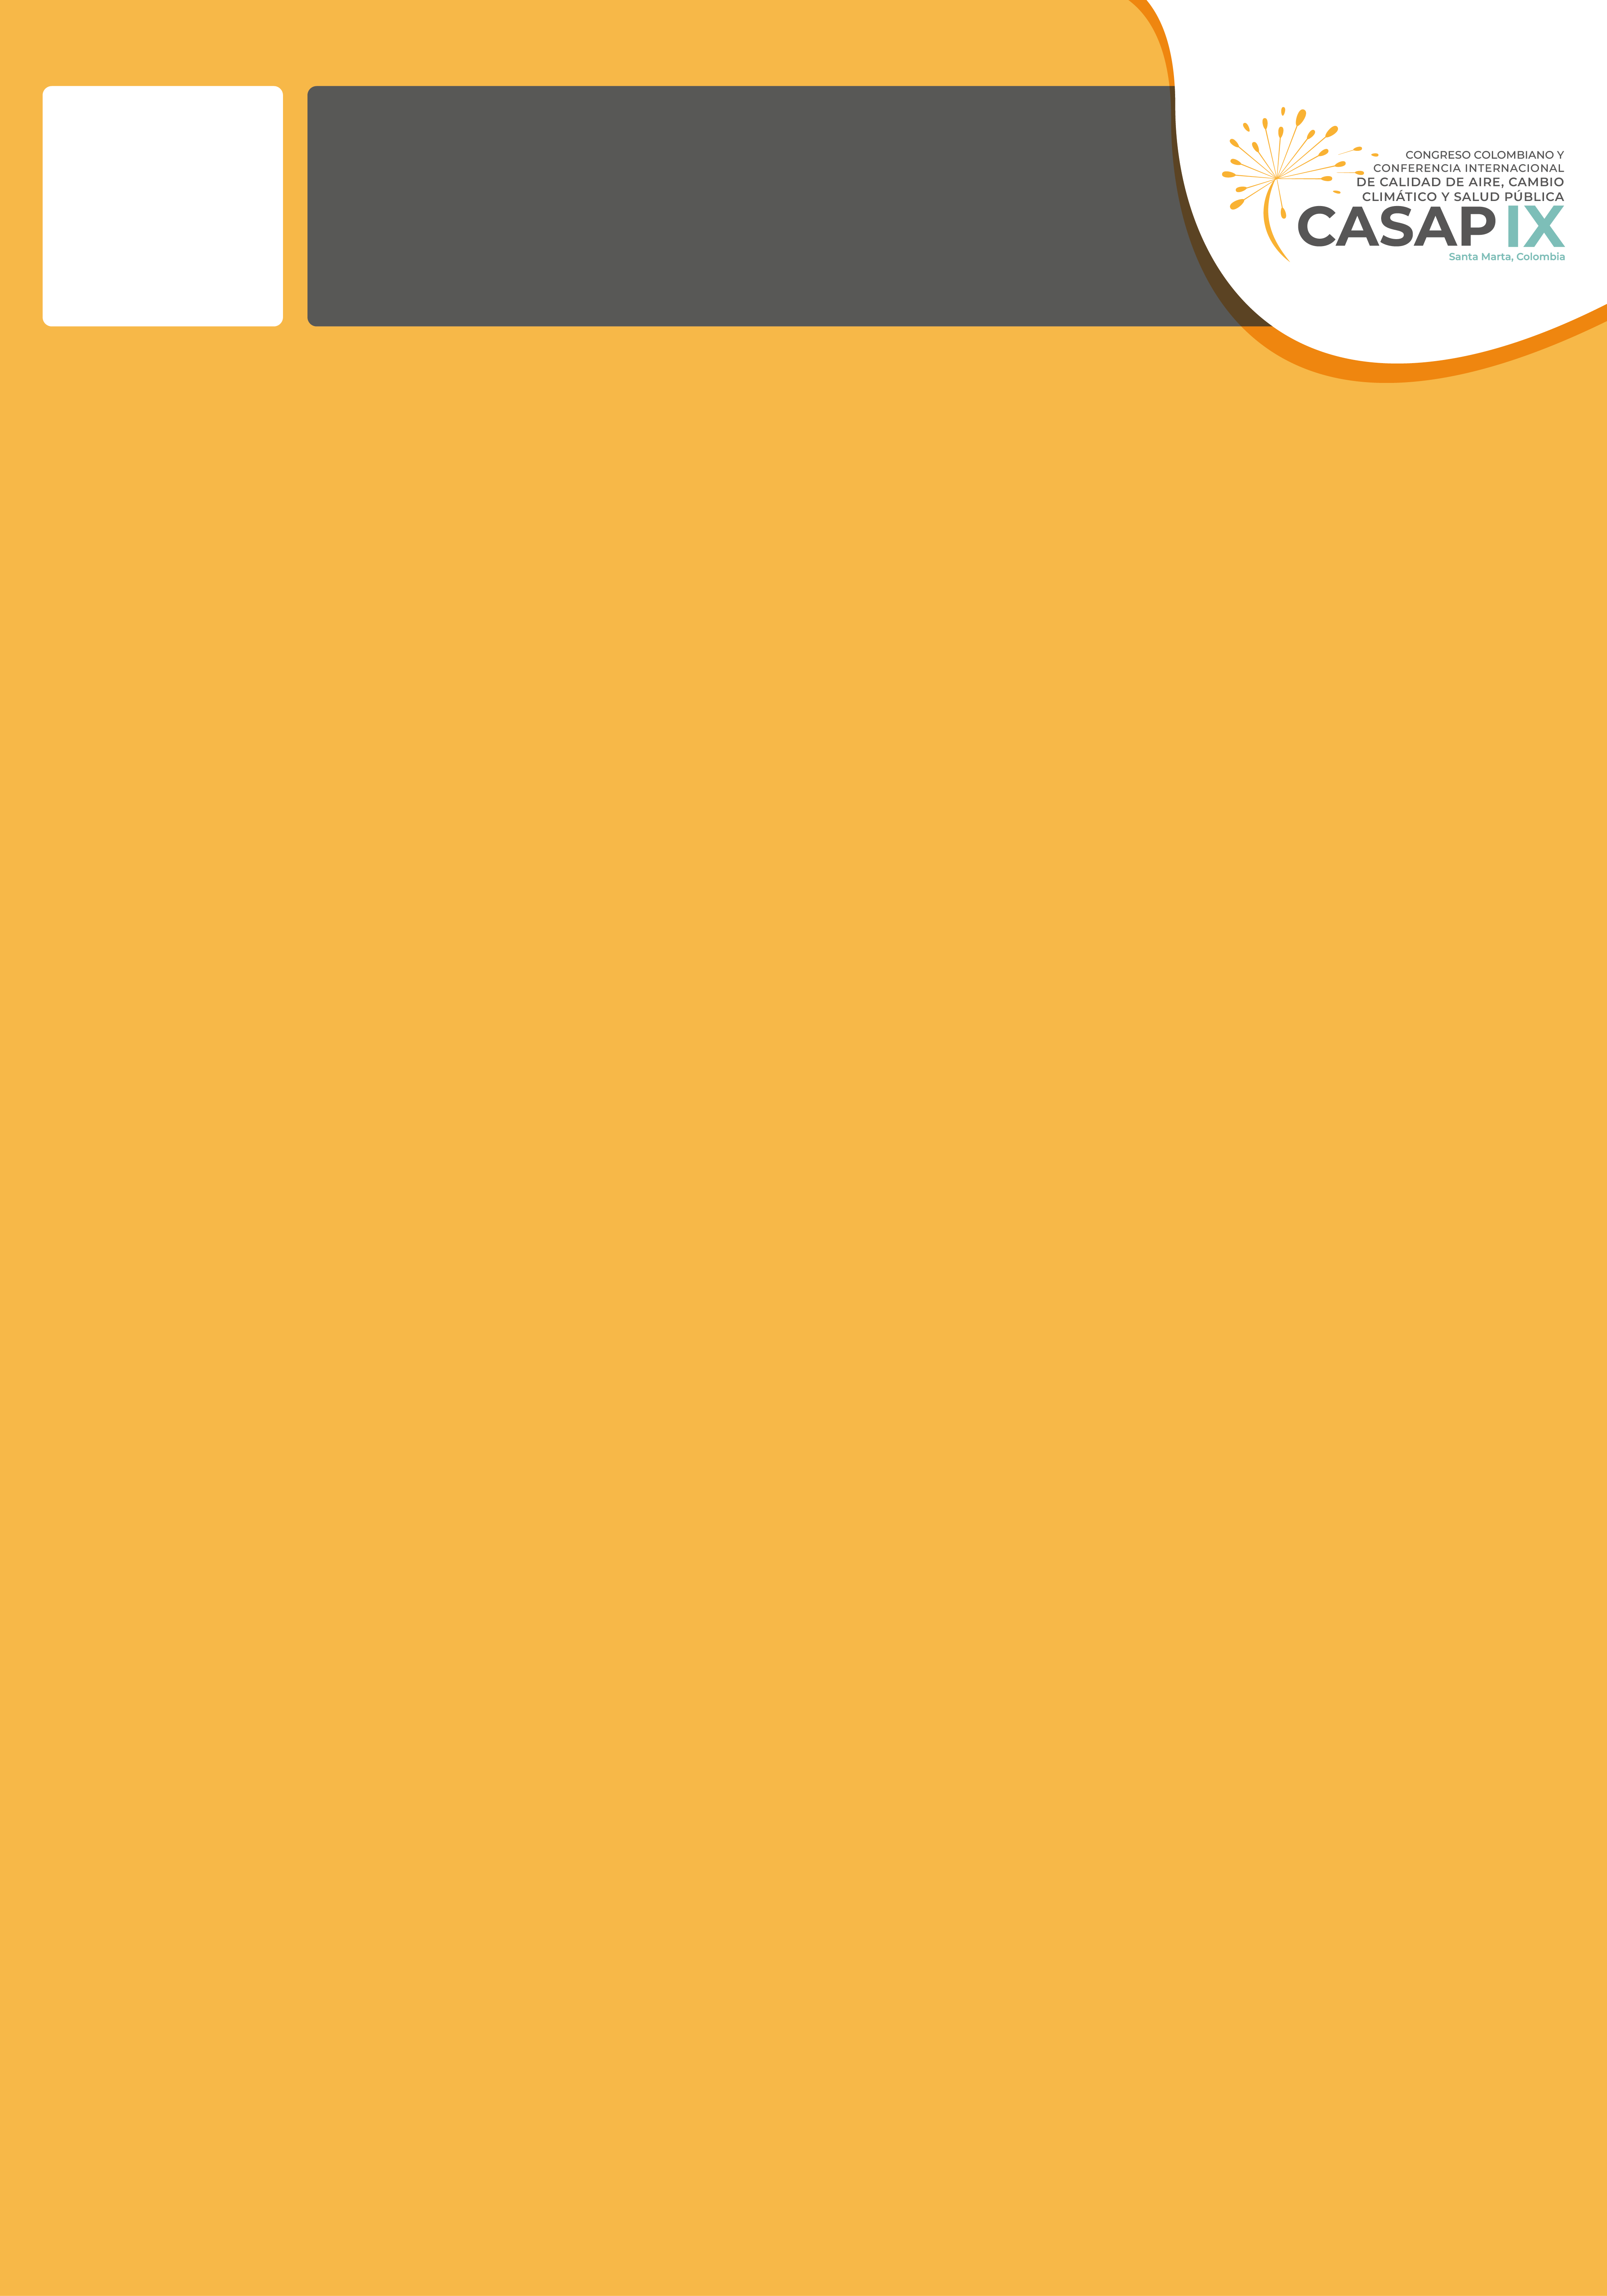 CONGRESO COLOMBIANO Y
CONFERENCIA INTERNACIONAL
DE CALIDAD DE AIRE, CAMBIO
CLIMÁTICO Y SALUD PÚBLICA
CASAP IX
Santa Marta, Colombia